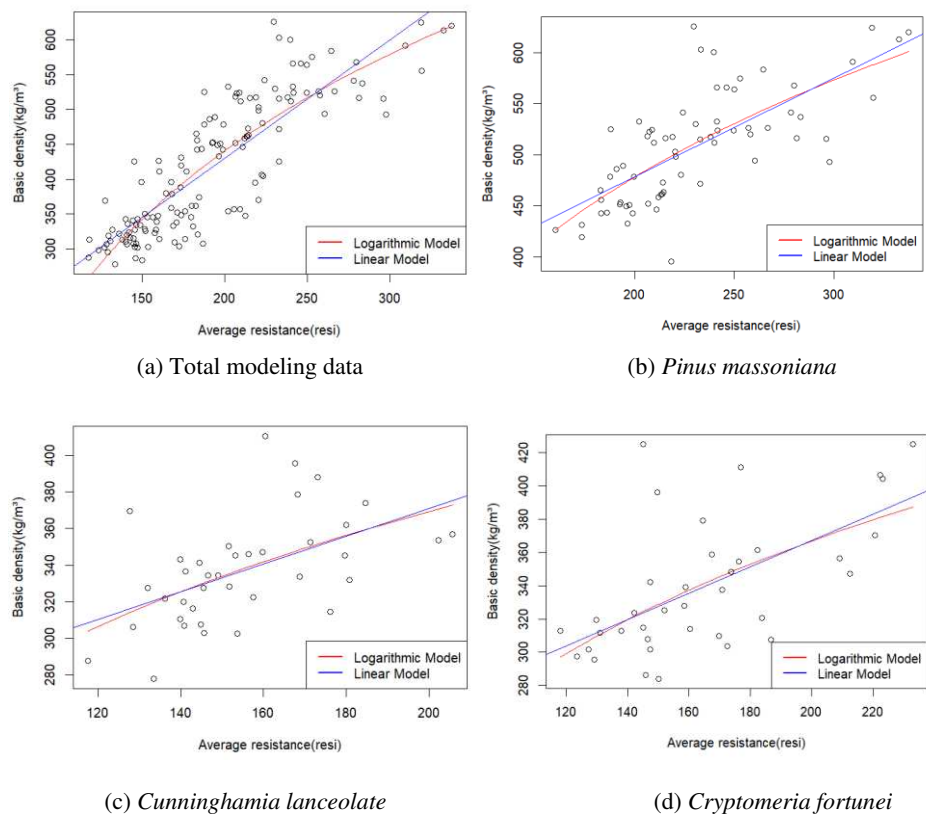 Basic density(kg/m³)
600
550
500
450
400
350
300
150
200
250
300
Logarithmic Model
Linear Model
Average resistance(resi)
(a) Total modeling data
Basic density(kg/m³)
600
550
500
450
400
200
250
300
Logarithmic Model
Linear Model
Average resistance(resi)
(b) Pinus massoniana
Basic density(kg/m³)
400
380
360
340
320
300
280
120
140
160
180
200
Logarithmic Model
Linear Model
Average resistance(resi)
(c) Cunninghamia lanceolate
Basic density(kg/m³)
420
400
380
360
340
320
300
280
120
140
160
180
200
220
Logarithmic Model
Linear Model
Average resistance(resi)
(d) Cryptomeria fortunei